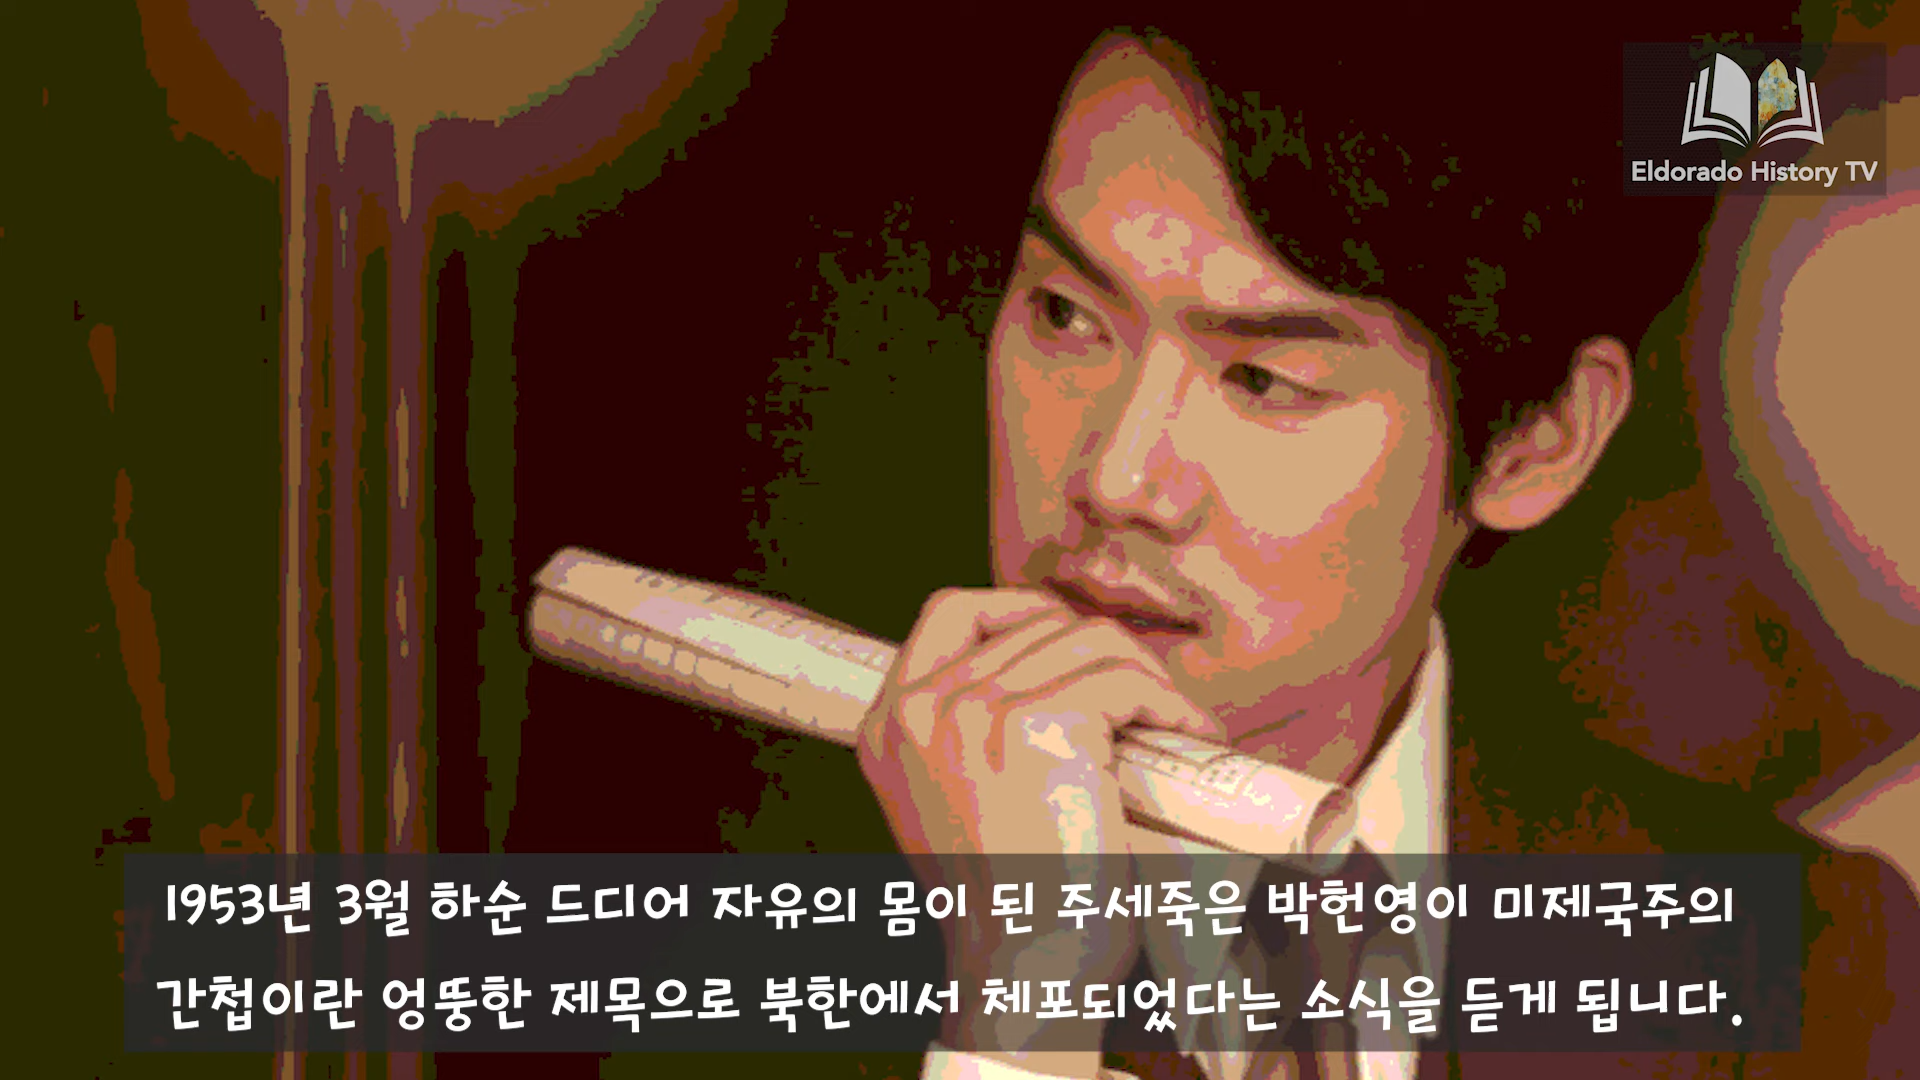 Eldorado History TV
1953년 3월 하순 드디어 자유의 몸이 된 주세죽은 박헌영이 미제국주의
간첩이란 엉뚱한 제목으로 북한에서 체포되었다는 소식을 듣게 됩니다.